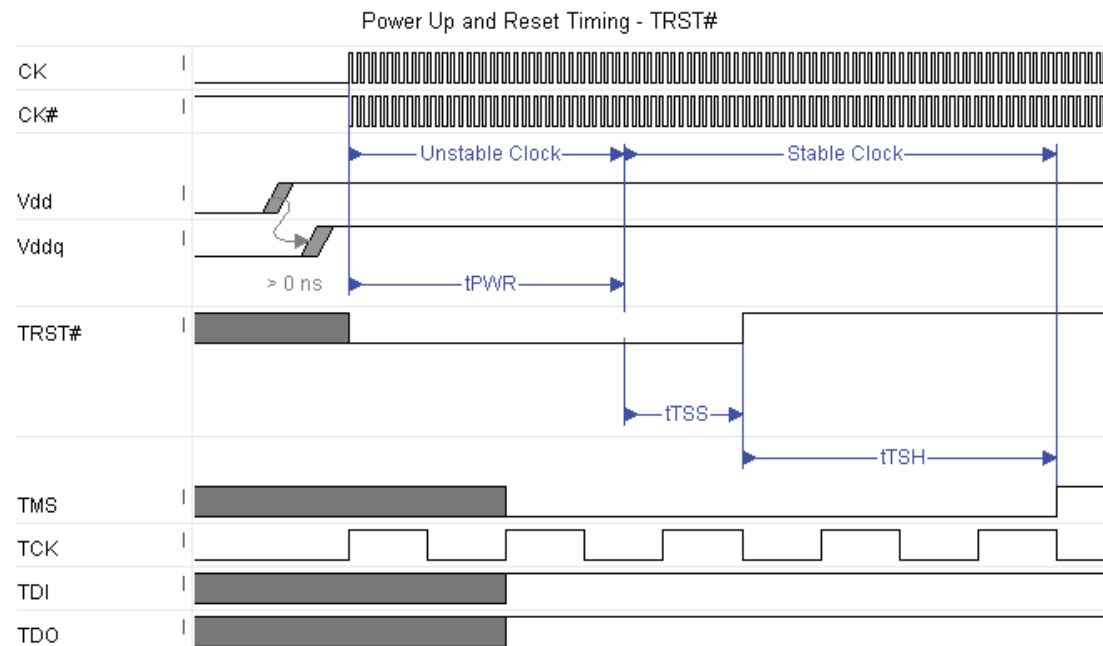 Power Up and Reset Timing - TRST#
CK
CK#
Unstable Clock
Stable Clock
Vdd
Vddq
> 0 ns
tPWR
TRST#
tTSS
tTSH
TMS
TCK
TDI
TDO